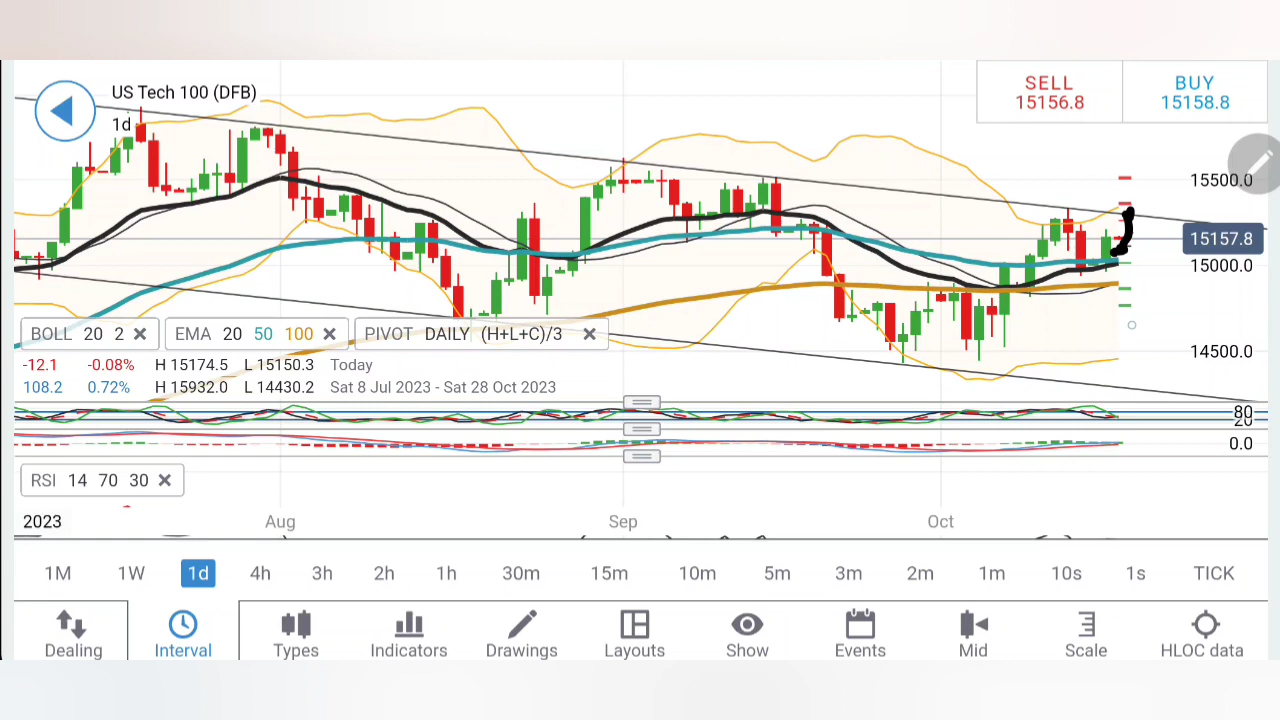 US Tech 100 (DFB)
1d
SELL
15156.8
BUY
15158.8
15500.0
15157.8
15000.0
14500.0
BOLL 20 2
EMA 20 50 100
PIVOT DAILY (H+L+C)/3
-12.1 -0.08% H 15174.5 L 15150.3 Today
108.2 0.72% H 15932.0 L 14430.2 Sat 8 Jul 2023 - Sat 28 Oct 2023
80
20
0.0
RSI 14 70 30
2023 Aug Sep Oct
1M 1W 1d 4h 3h 2h 1h 30m 15m 10m 5m 3m 2m 1m 10s 1s TICK
Dealing Interval Types Indicators Drawings Layouts Show Events Mid Scale HLOC data